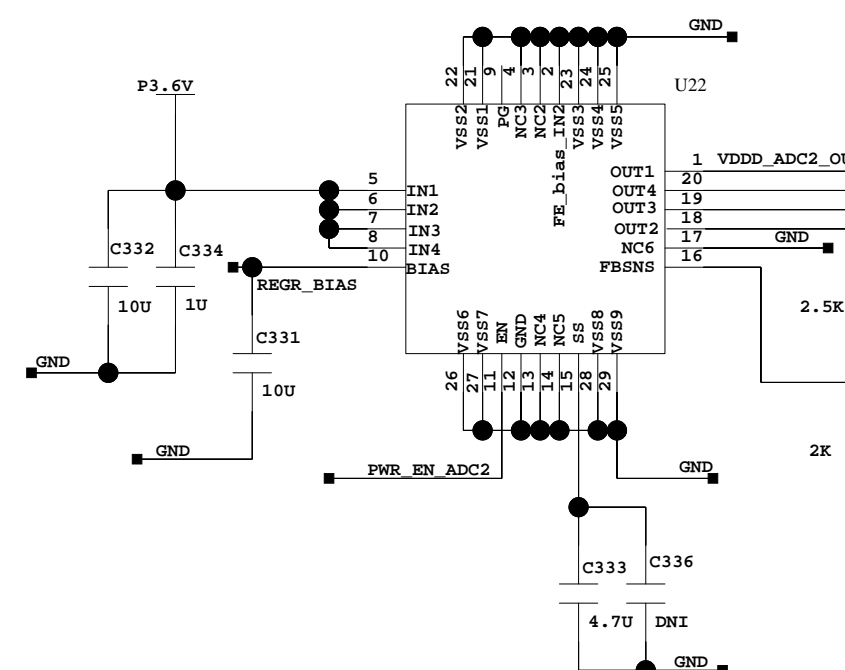 GND
22 21 9 4 3 2 23 24 25
U22
VSS2 VSS1 PG NC3 NC2 FE_bias_IN2 VSS3 VSS4 VSS5
P3.6V
5 IN1 OUT1 1 VDDD_ADC2_OU
6 IN2 OUT4 20
7 IN3 OUT3 19
8 IN4 OUT2 18
NC6 17 GND
10 BIAS FBSNS 16
REGR_BIAS
C332 C334
10U 1U
2.5K
C331
GND
10U
VSS6 VSS7 EN GND NC4 NC5 SS VSS8 VSS9
26 27 11 12 13 14 15 28 29
GND
2K
PWR_EN_ADC2 GND
C333 C336
4.7U DNI
GND